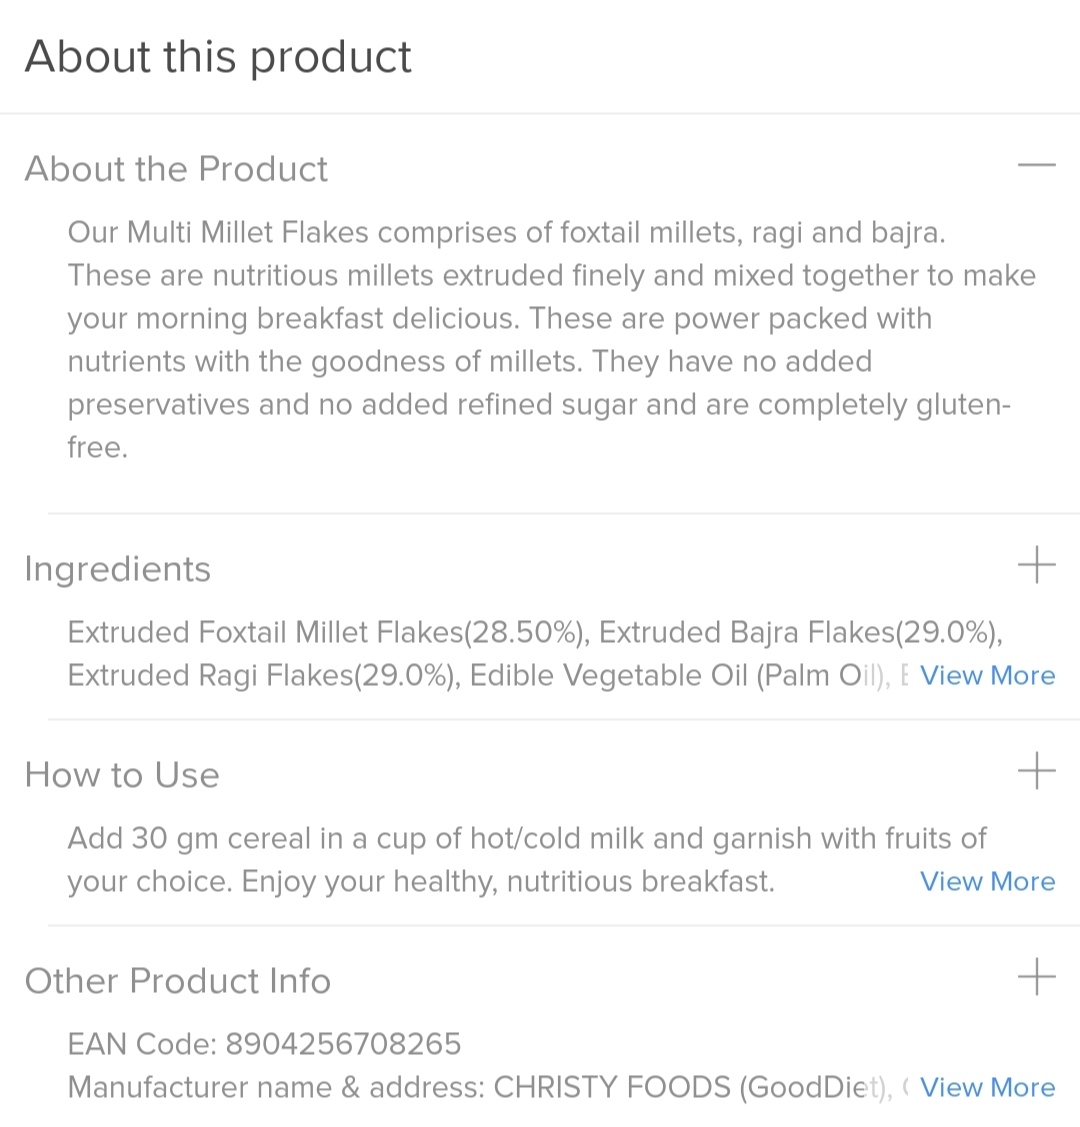 About this product
About the Product
Our Multi Millet Flakes comprises of foxtail millets, ragi and bajra.
These are nutritious millets extruded finely and mixed together to make
your morning breakfast delicious. These are power packed with
nutrients with the goodness of millets. They have no added
preservatives and no added refined sugar and are completely gluten-
free.
Ingredients
Extruded Foxtail Millet Flakes(28.50%), Extruded Bajra Flakes(29.0%),
Extruded Ragi Flakes(29.0%), Edible Vegetable Oil (Palm Oil), View More
How to Use
Add 30 gm cereal in a cup of hot/cold milk and garnish with fruits of
your choice. Enjoy your healthy, nutritious breakfast. View More
Other Product Info
EAN Code: 8904256708265
Manufacturer name & address: CHRISTY FOODS (GoodDiet), View More